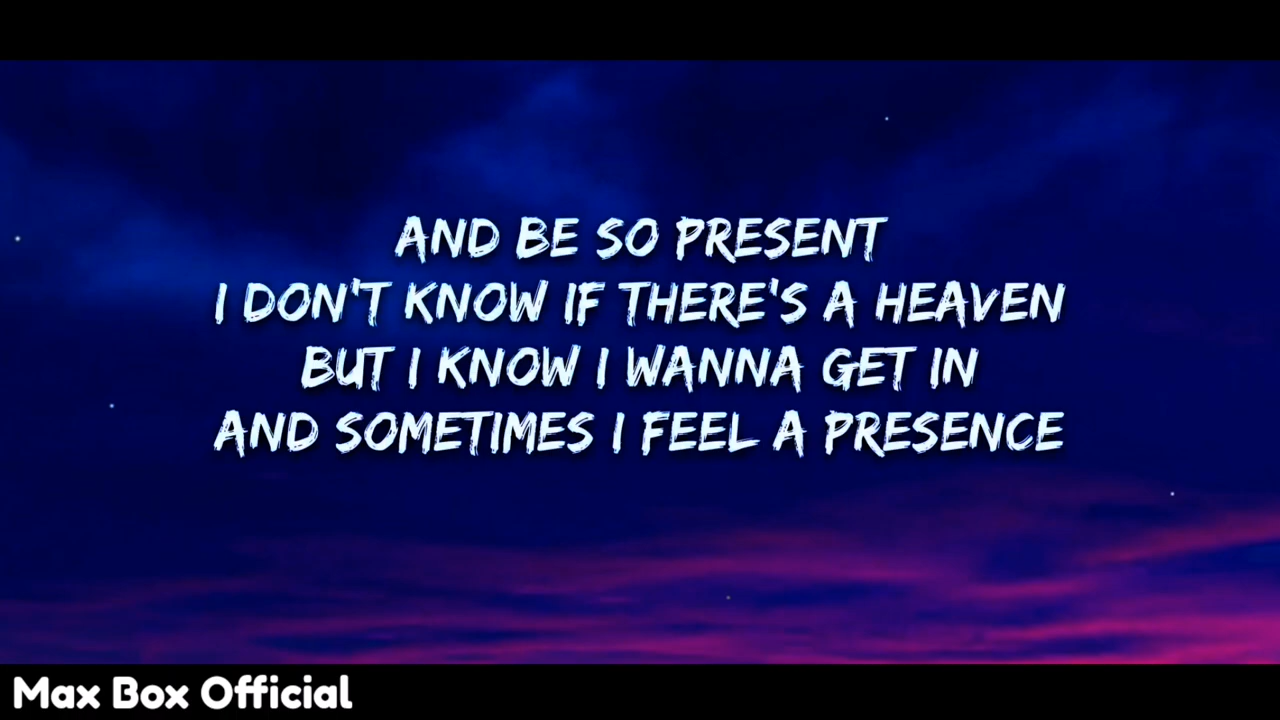 AND BE SO PRESENT
I DON'T KNOW IF THERE'S A HEAVEN
BUT I KNOW I WANNA GET IN
AND SOMETIMES I FEEL A PRESENCE
Max Box Official